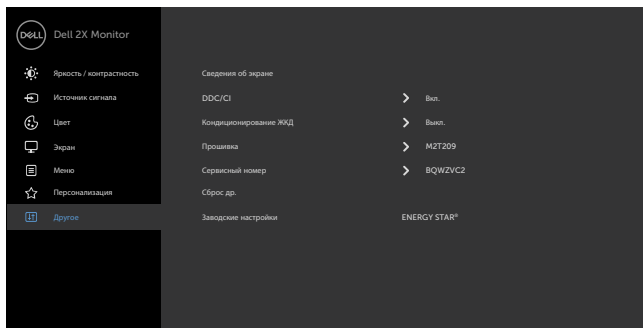 DELL
Dell 2X Monitor
Яркость / контрастность
Сведения об экране
Источник сигнала
DDC/CI
Вкл.
Цвет
Кондиционирование ЖКД
Выкл.
Экран
Прошивка
M2T209
Меню
Сервисный номер
BQWZVC2
Персонализация
Сброс др.
Другое
Заводские настройки
ENERGY STAR®